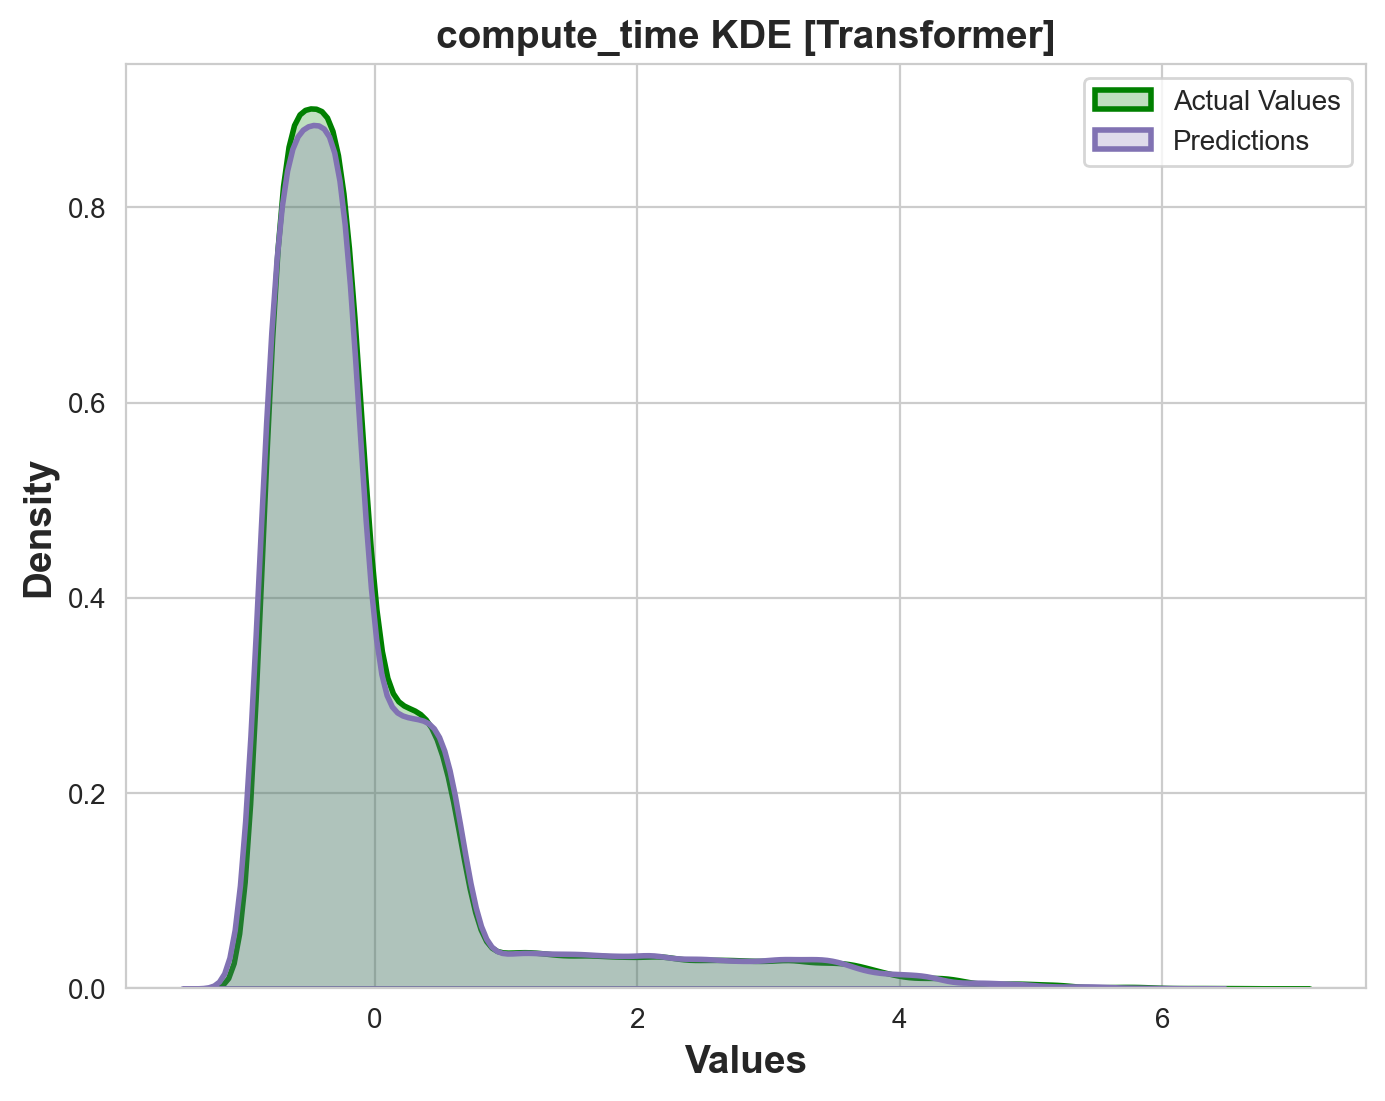 compute_time KDE [Transformer]
Actual Values
Predictions
Density
0.8
0.6
0.4
0.2
0.0
0 2 4 6
Values